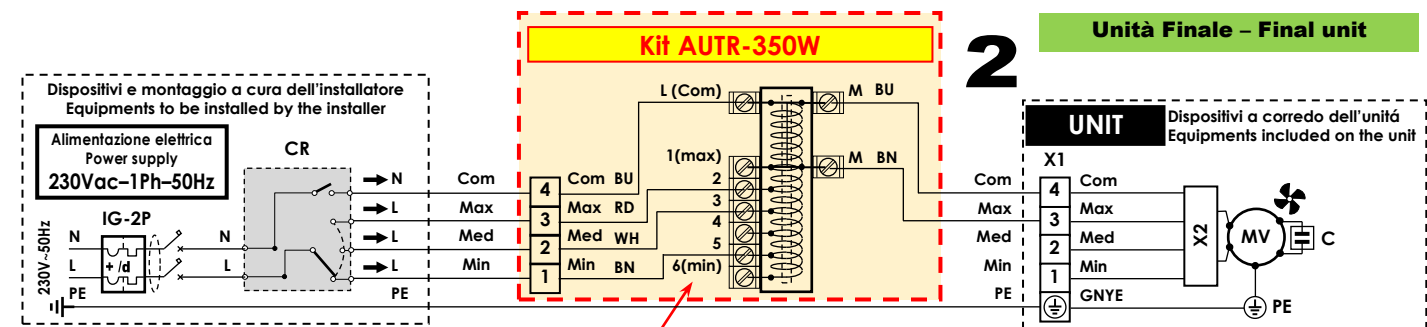 Kit AUTR-350W
2
Unità Finale – Final unit
Dispositivi e montaggio a cura dell'installatore
Equipments to be installed by the installer
Alimentazione elettrica
Power supply
230Vac–1Ph–50Hz
CR
IG-2P
230V~50Hz
N
L
PE
+ /d
N
L
N
L
L
L
PE
Com
Max
Med
Min
4
3
2
1
Com BU
Max RD
Med WH
Min BN
L (Com)
1(max)
2
3
4
5
6(min)
M BU
M BN
Com
Max
Med
Min
PE
UNIT
Dispositivi a corredo dell'unitá
Equipments included on the unit
X1
4
3
2
1
Com
Max
Med
Min
GNYE
X2
MV
C
PE